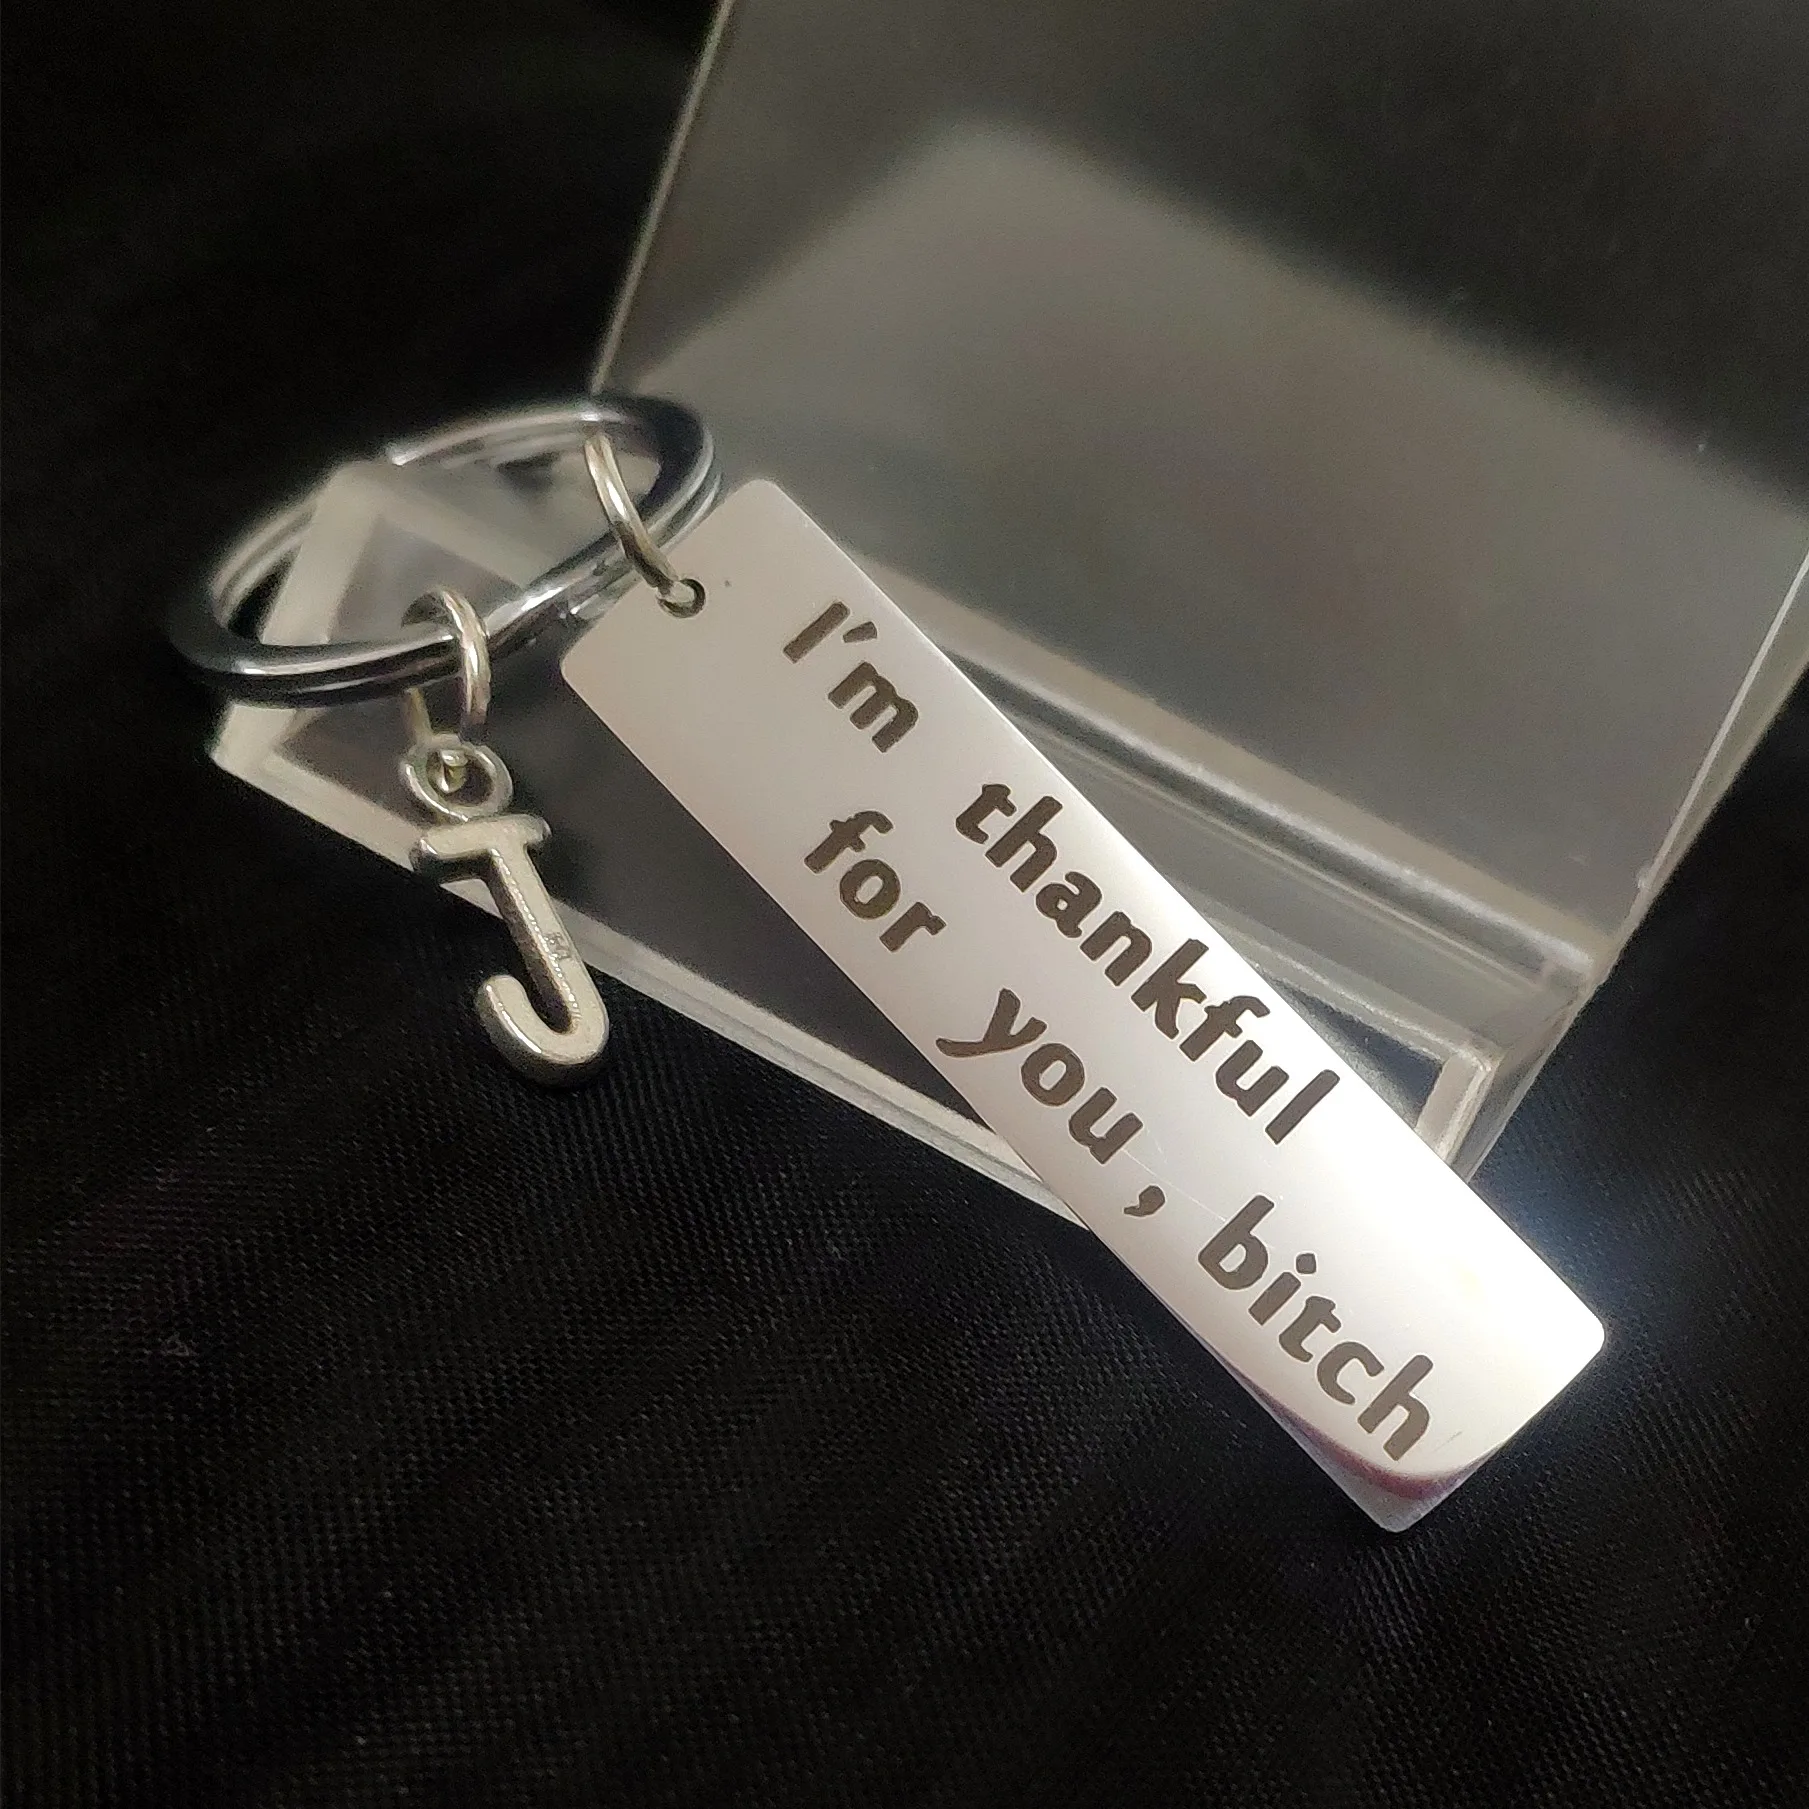 I'm thankful
for you, bitch
J